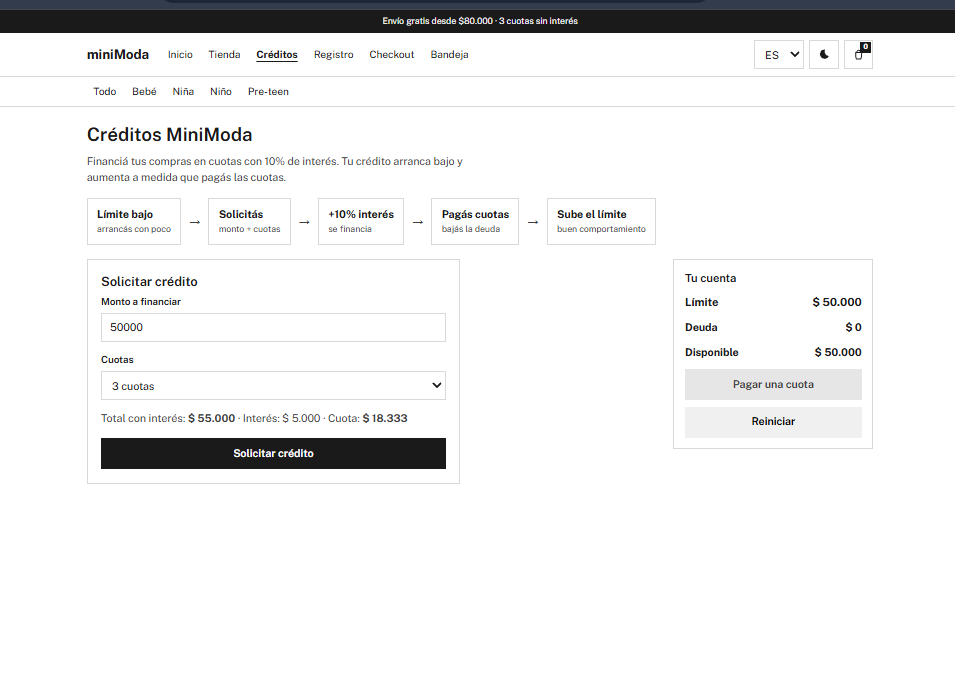 Envío gratis desde $80.000 · 3 cuotas sin interés
miniModa Inicio Tienda Créditos Registro Checkout Bandeja ES 0
Todo Bebé Niña Niño Pre-teen
Créditos MiniModa
Financiá tus compras en cuotas con 10% de interés. Tu crédito arranca bajo y
aumenta a medida que pagás las cuotas.
Límite bajo
arrancás con poco
→
Solicitás
monto + cuotas
→
+10% interés
se financia
→
Pagás cuotas
bajás la deuda
→
Sube el límite
buen comportamiento
Solicitar crédito
Monto a financiar
50000
Cuotas
3 cuotas
Total con interés: $ 55.000 · Interés: $ 5.000 · Cuota: $ 18.333
Solicitar crédito
Tu cuenta
Límite $ 50.000
Deuda $ 0
Disponible $ 50.000
Pagar una cuota
Reiniciar